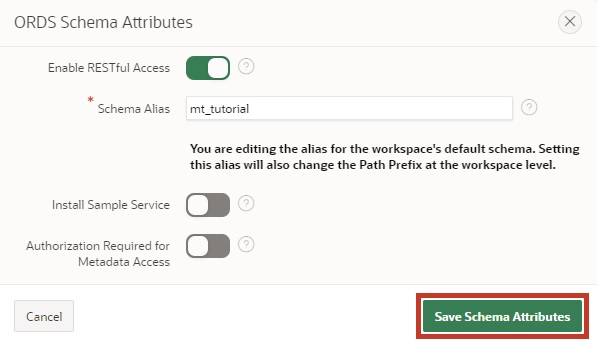 ORDS Schema Attributes
Enable RESTful Access ?
* Schema Alias mt_tutorial ?
You are editing the alias for the workspace's default schema. Setting
this alias will also change the Path Prefix at the workspace level.
Install Sample Service ?
Authorization Required for ?
Metadata Access
Cancel Save Schema Attributes